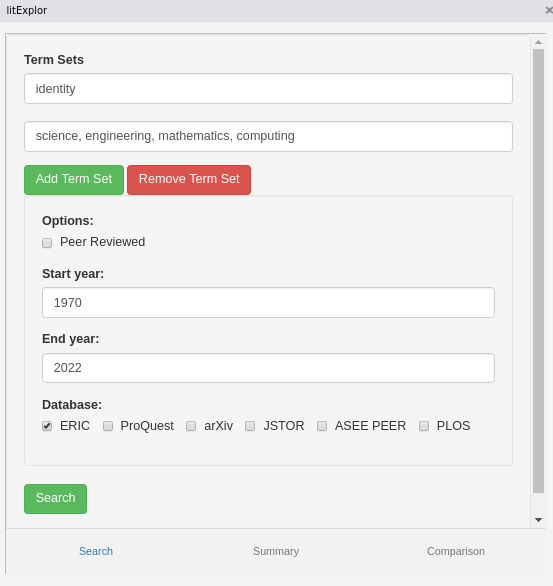 litExplor
Term Sets
identity
science, engineering, mathematics, computing
Add Term Set Remove Term Set
Options:
Peer Reviewed
Start year:
1970
End year:
2022
Database:
ERIC ProQuest arXiv JSTOR ASEE PEER PLOS
Search
Search Summary Comparison